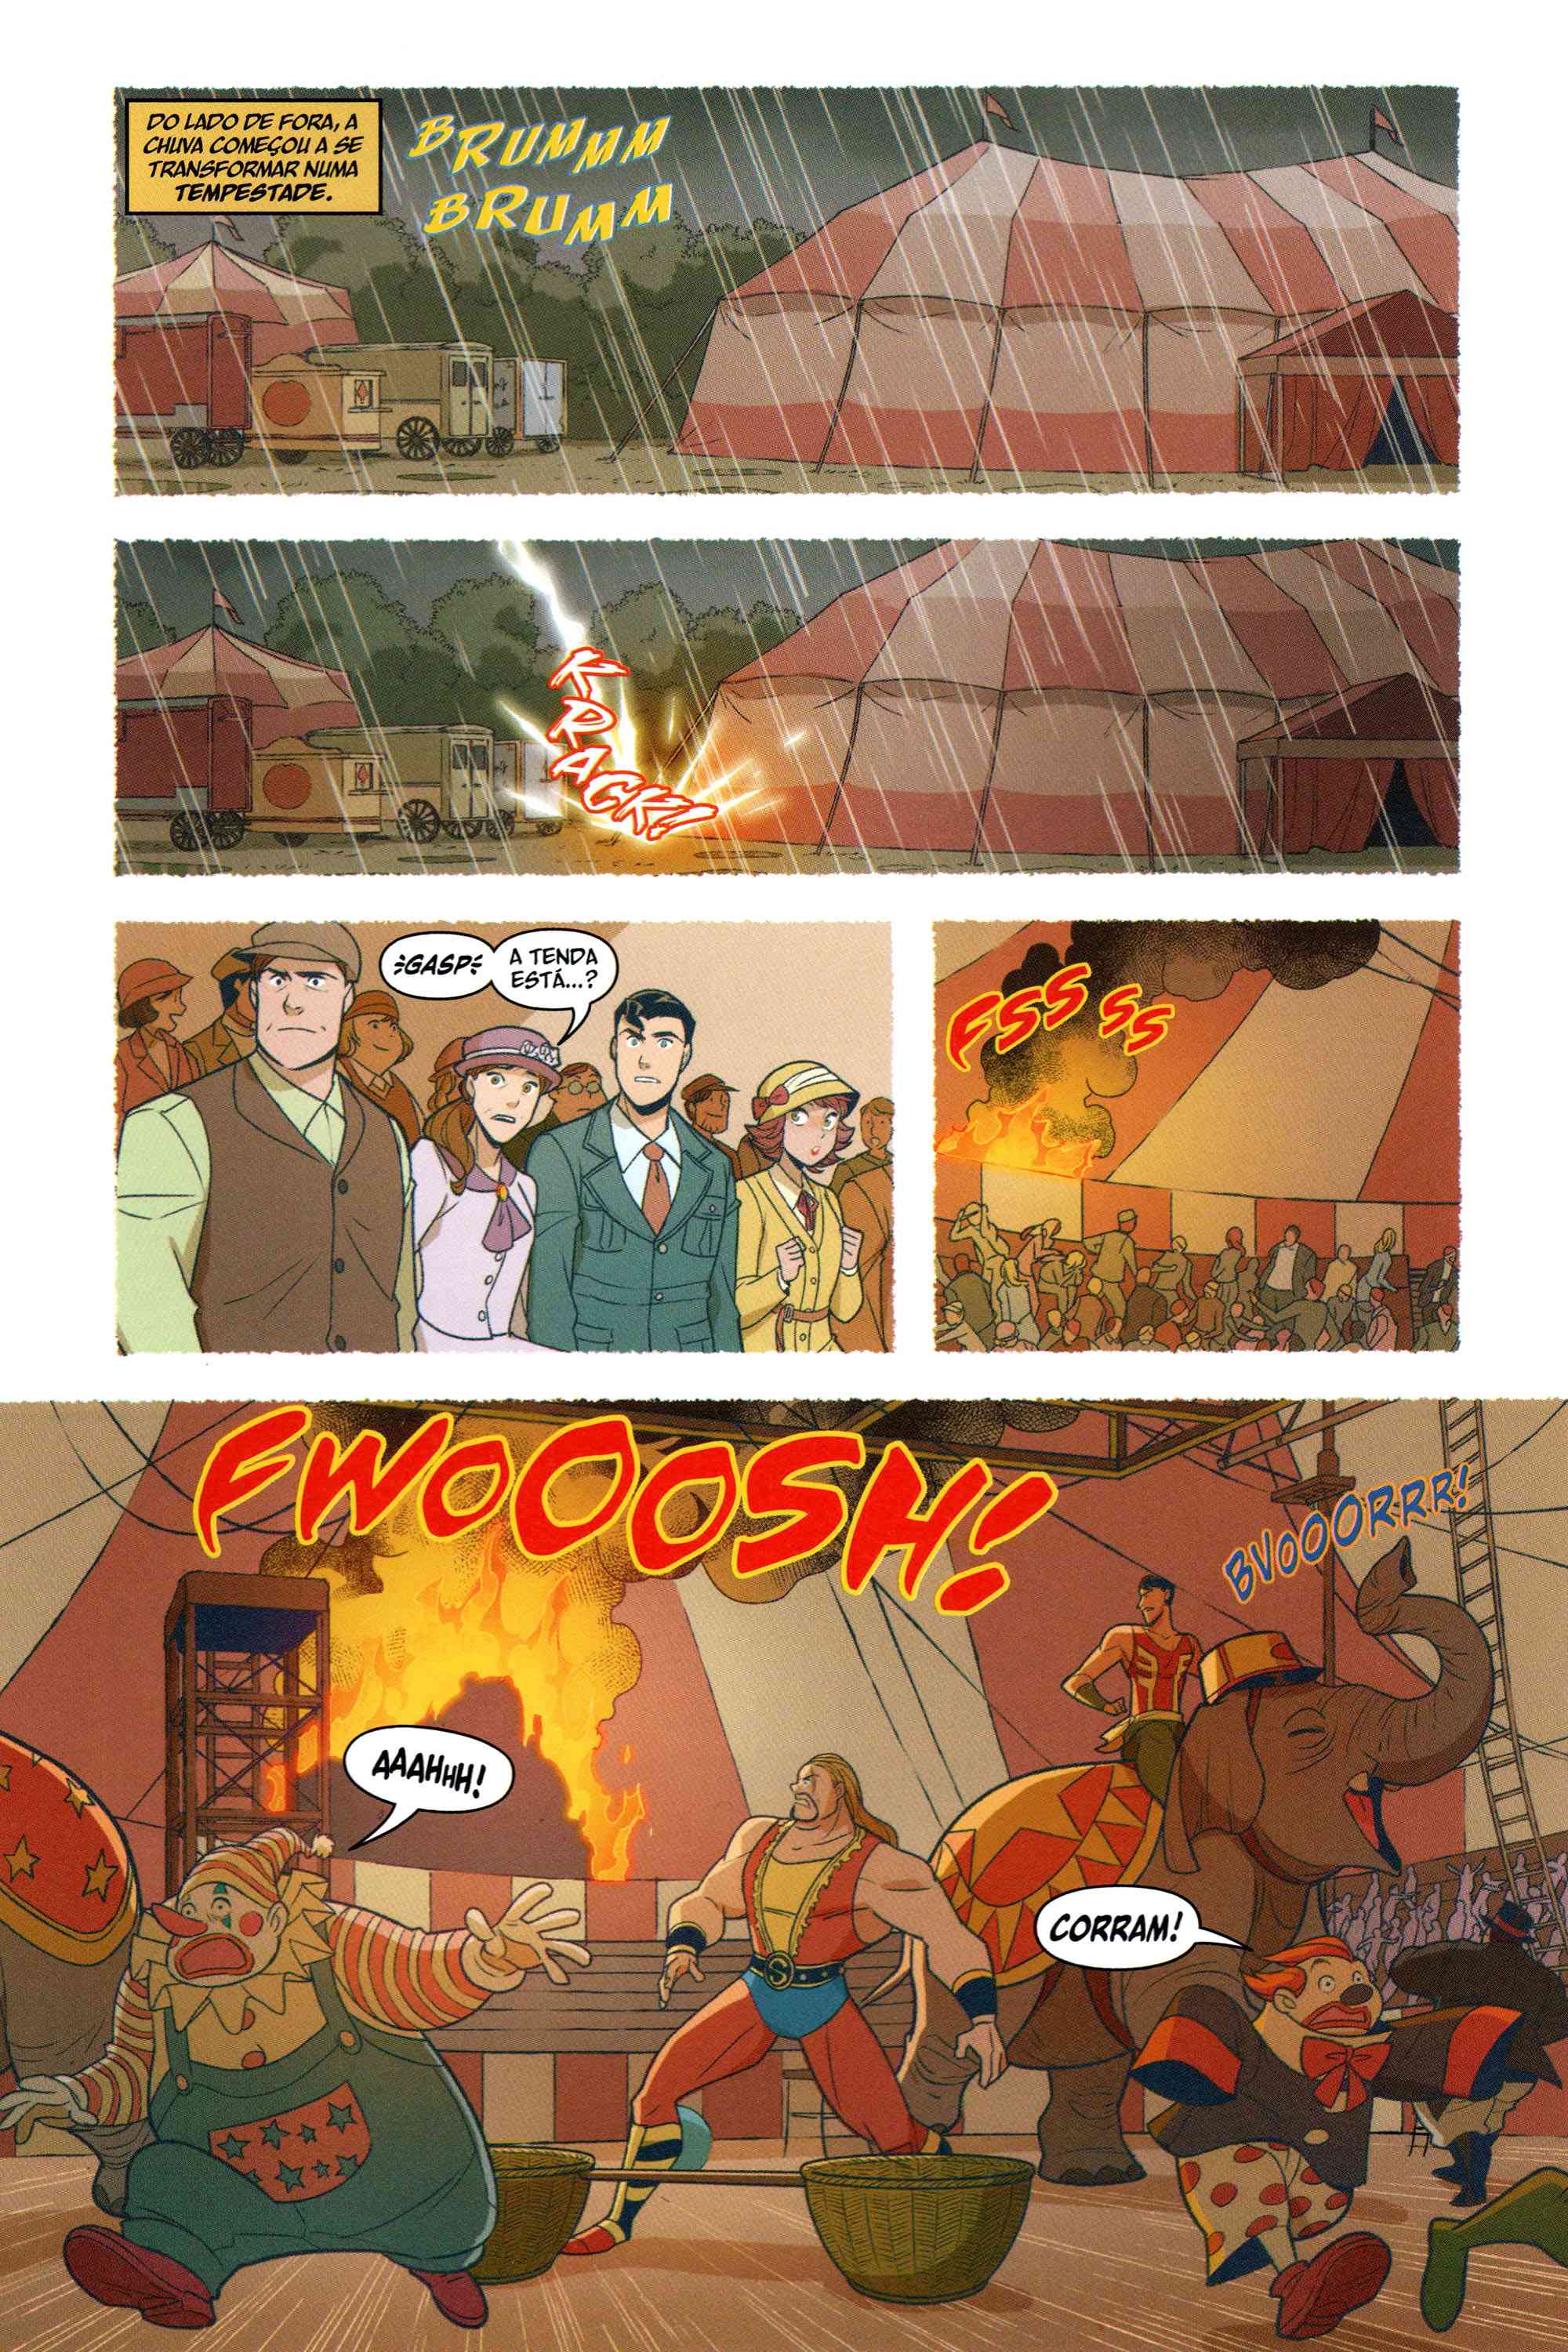 DO LADO DE FORA, A
CHUVA COMEÇOU A SE
TRANSFORMAR NUMA
TEMPESTADE.
BRUMMM
BRUMM
KRACK!
GASP
A TENDA
ESTÁ...?
FSSS SS
FWOOOSH!
BVOOORRR!
AAAHHH!
CORRAM!
S